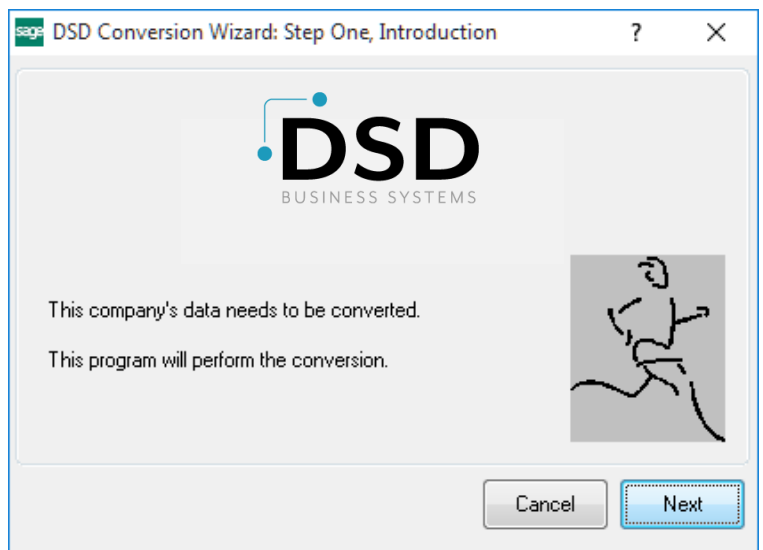 sage DSD Conversion Wizard: Step One, Introduction ? X
DSD
BUSINESS SYSTEMS
This company's data needs to be converted.
This program will perform the conversion.
Cancel Next